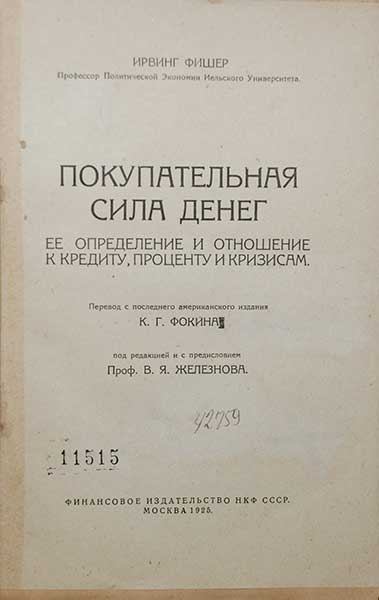 ИРВИНГ ФИШЕР
Профессор Политической Экономии Иельского Университета.
ПОКУПАТЕЛЬНАЯ
СИЛА ДЕНЕГ
ЕЕ ОПРЕДЕЛЕНИЕ И ОТНОШЕНИЕ
К КРЕДИТУ, ПРОЦЕНТУ И КРИЗИСАМ.
Перевод с последнего американского издания
К. Г. ФОКИНА
под редакцией и с предисловием
Проф. В. Я. ЖЕЛЕЗНОВА.
42759
11515
ФИНАНСОВОЕ ИЗДАТЕЛЬСТВО НКФ СССР.
МОСКВА 1925.